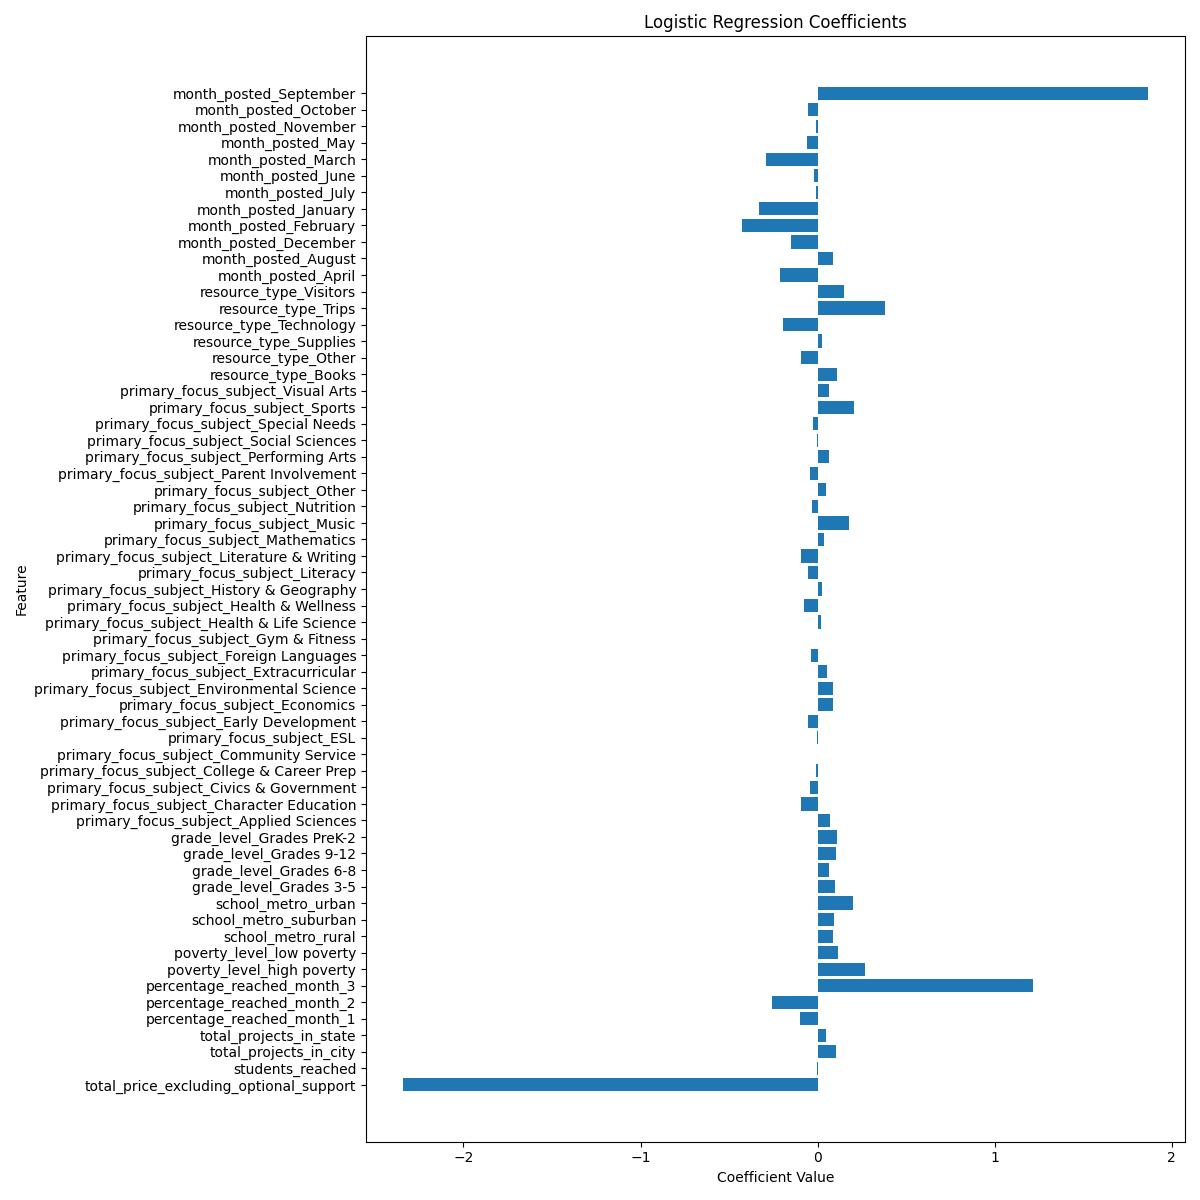 Logistic Regression Coefficients
month_posted_September
month_posted_October
month_posted_November
month_posted_May
month_posted_March
month_posted_June
month_posted_July
month_posted_January
month_posted_February
month_posted_December
month_posted_August
month_posted_April
resource_type_Visitors
resource_type_Trips
resource_type_Technology
resource_type_Supplies
resource_type_Other
resource_type_Books
primary_focus_subject_Visual Arts
primary_focus_subject_Sports
primary_focus_subject_Special Needs
primary_focus_subject_Social Sciences
primary_focus_subject_Performing Arts
primary_focus_subject_Parent Involvement
primary_focus_subject_Other
primary_focus_subject_Nutrition
primary_focus_subject_Music
primary_focus_subject_Mathematics
primary_focus_subject_Literature & Writing
primary_focus_subject_Literacy
primary_focus_subject_History & Geography
primary_focus_subject_Health & Wellness
primary_focus_subject_Health & Life Science
primary_focus_subject_Gym & Fitness
primary_focus_subject_Foreign Languages
primary_focus_subject_Extracurricular
primary_focus_subject_Environmental Science
primary_focus_subject_Economics
primary_focus_subject_Early Development
primary_focus_subject_ESL
primary_focus_subject_Community Service
primary_focus_subject_College & Career Prep
primary_focus_subject_Civics & Government
primary_focus_subject_Character Education
primary_focus_subject_Applied Sciences
grade_level_Grades PreK-2
grade_level_Grades 9-12
grade_level_Grades 6-8
grade_level_Grades 3-5
school_metro_urban
school_metro_suburban
school_metro_rural
poverty_level_low poverty
poverty_level_high poverty
percentage_reached_month_3
percentage_reached_month_2
percentage_reached_month_1
total_projects_in_state
total_projects_in_city
students_reached
total_price_excluding_optional_support
Feature
−2 −1 0 1 2
Coefficient Value